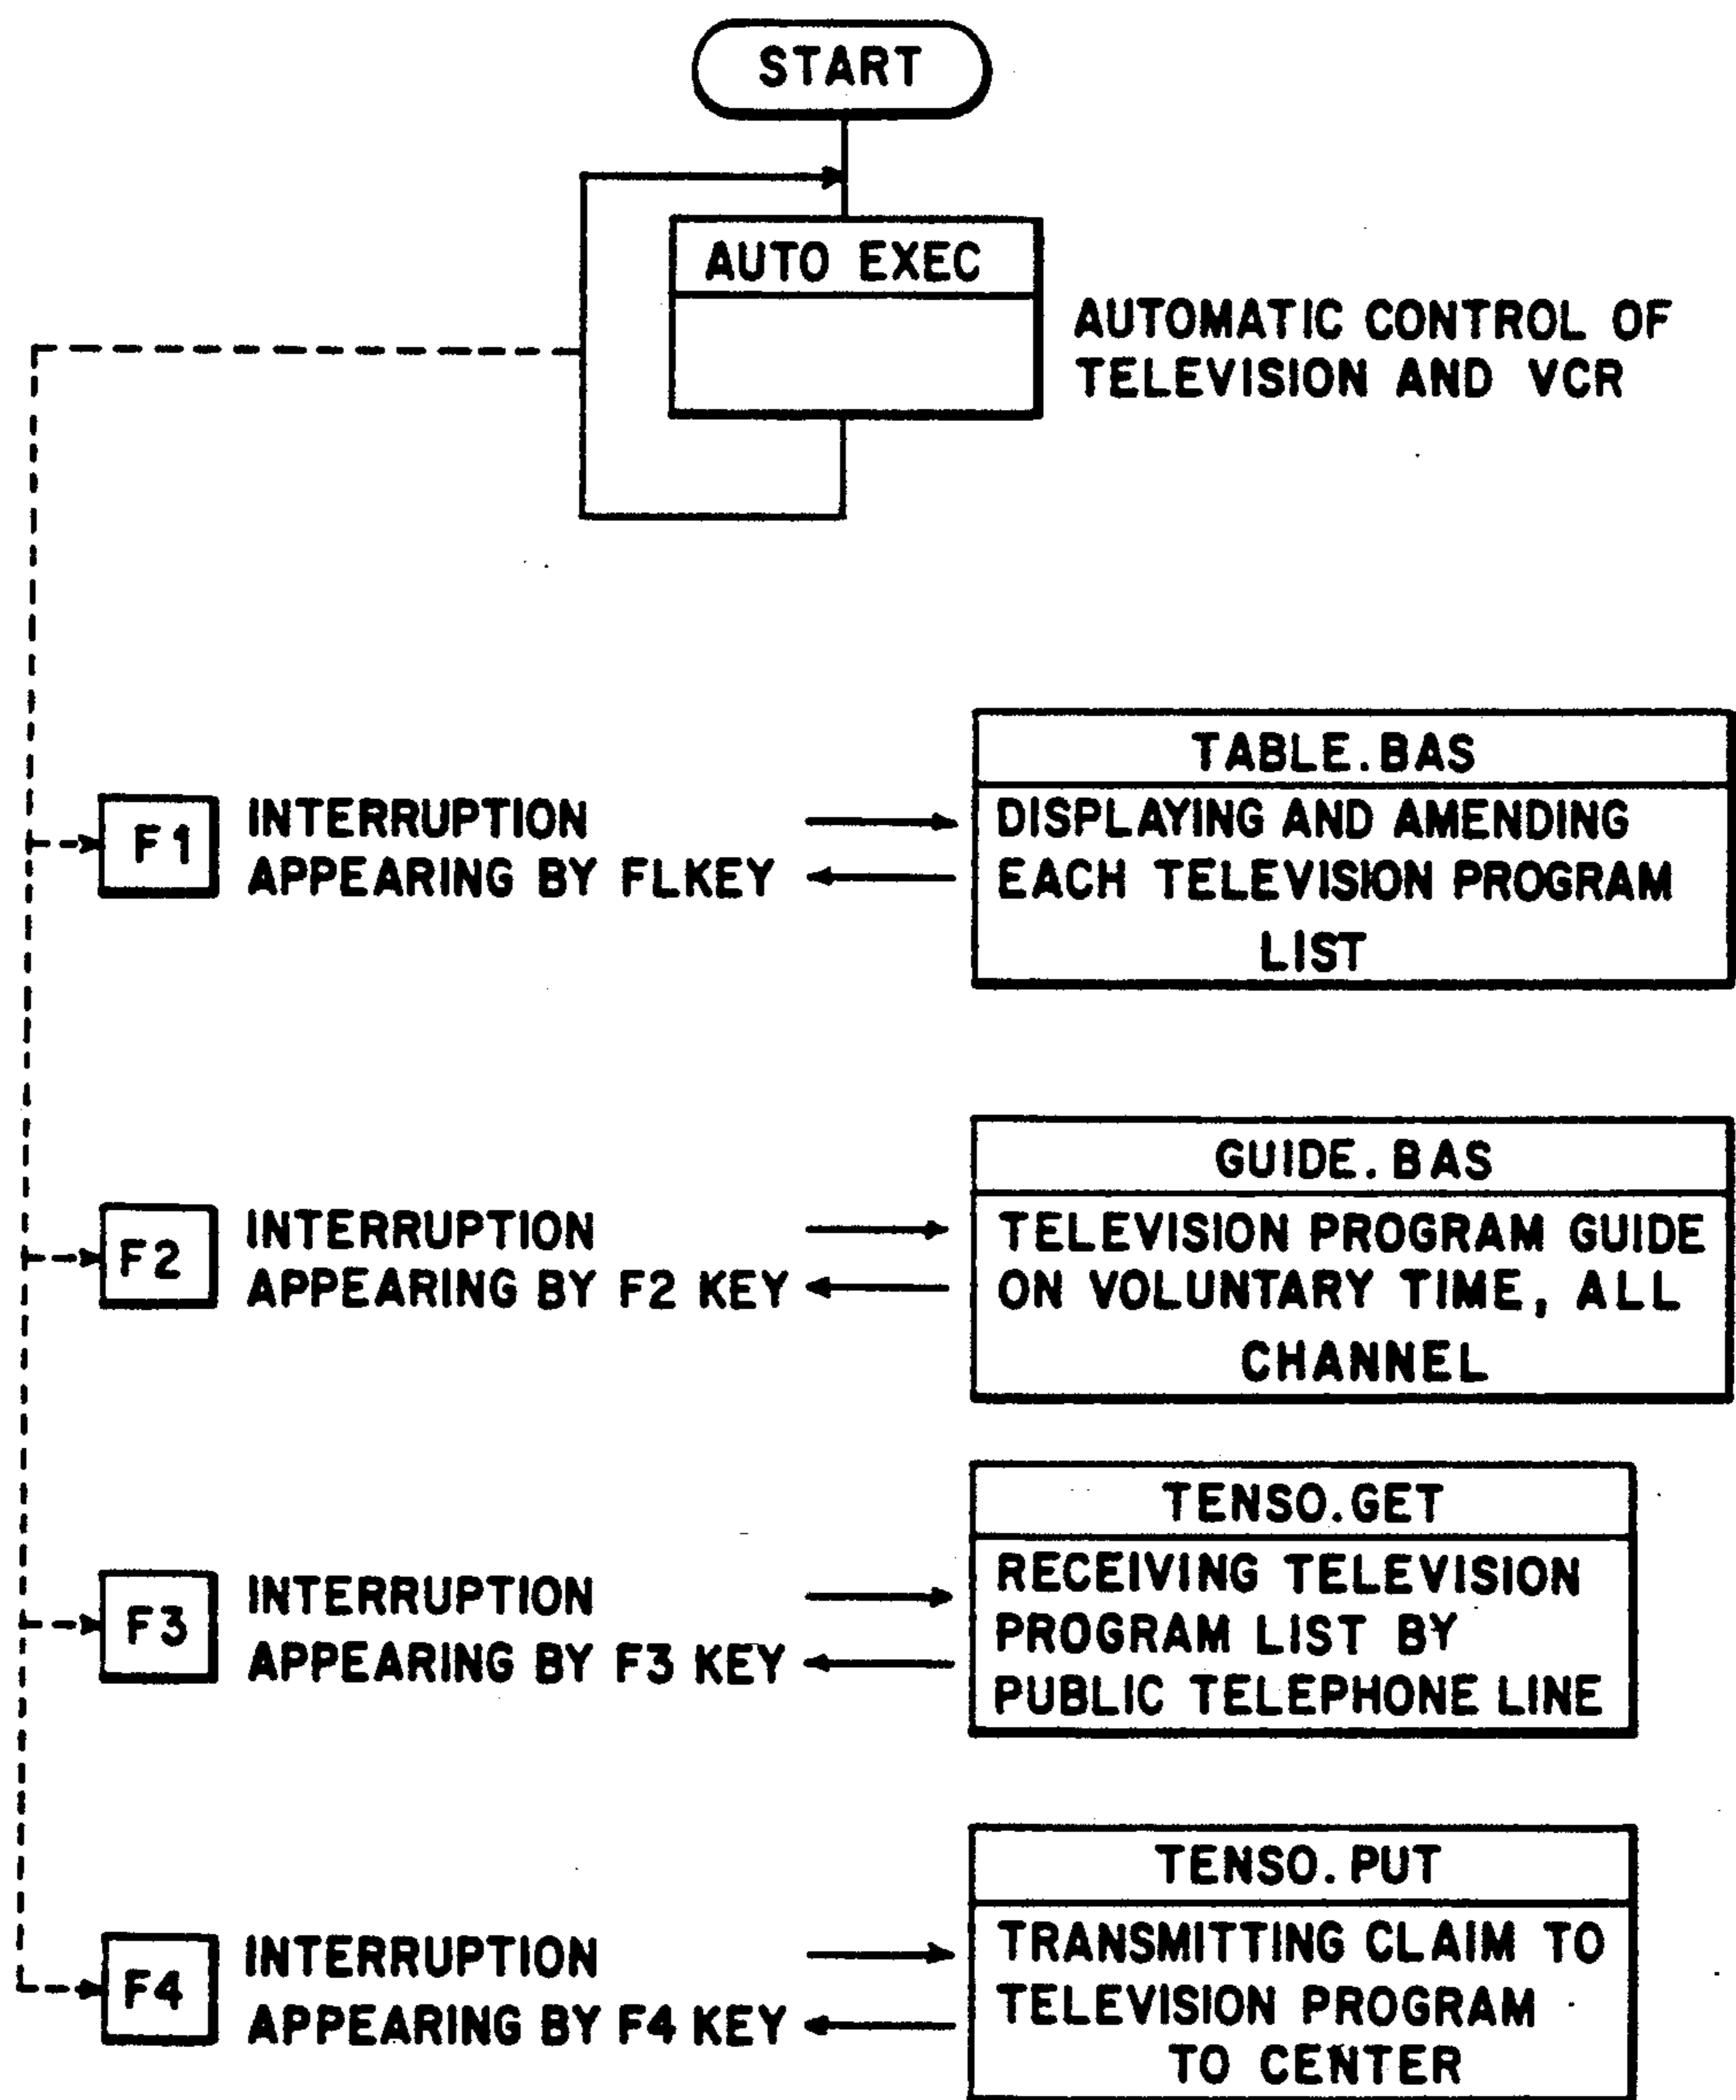 START
AUTO EXEC
AUTOMATIC CONTROL OF
TELEVISION AND VCR
F1
INTERRUPTION
APPEARING BY FLKEY
TABLE.BAS
DISPLAYING AND AMENDING
EACH TELEVISION PROGRAM
LIST
F2
INTERRUPTION
APPEARING BY F2 KEY
GUIDE.BAS
TELEVISION PROGRAM GUIDE
ON VOLUNTARY TIME, ALL
CHANNEL
F3
INTERRUPTION
APPEARING BY F3 KEY
TENSO.GET
RECEIVING TELEVISION
PROGRAM LIST BY
PUBLIC TELEPHONE LINE
F4
INTERRUPTION
APPEARING BY F4 KEY
TENSO.PUT
TRANSMITTING CLAIM TO
TELEVISION PROGRAM
TO CENTER